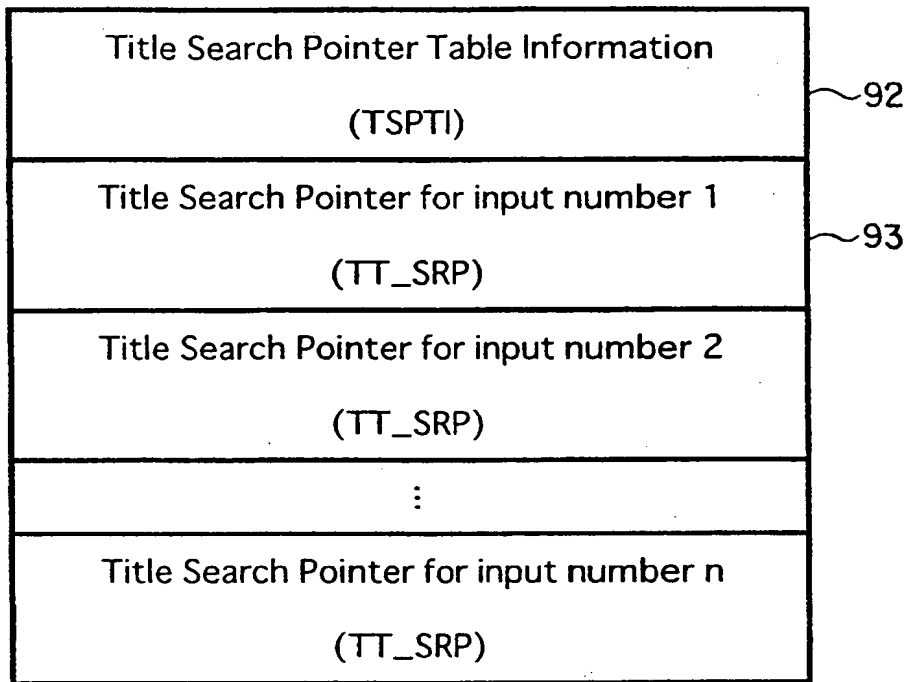 Title Search Pointer Table Information
(TSPTI)
92
Title Search Pointer for input number 1
(TT_SRP)
93
Title Search Pointer for input number 2
(TT_SRP)
⋮
Title Search Pointer for input number n
(TT_SRP)